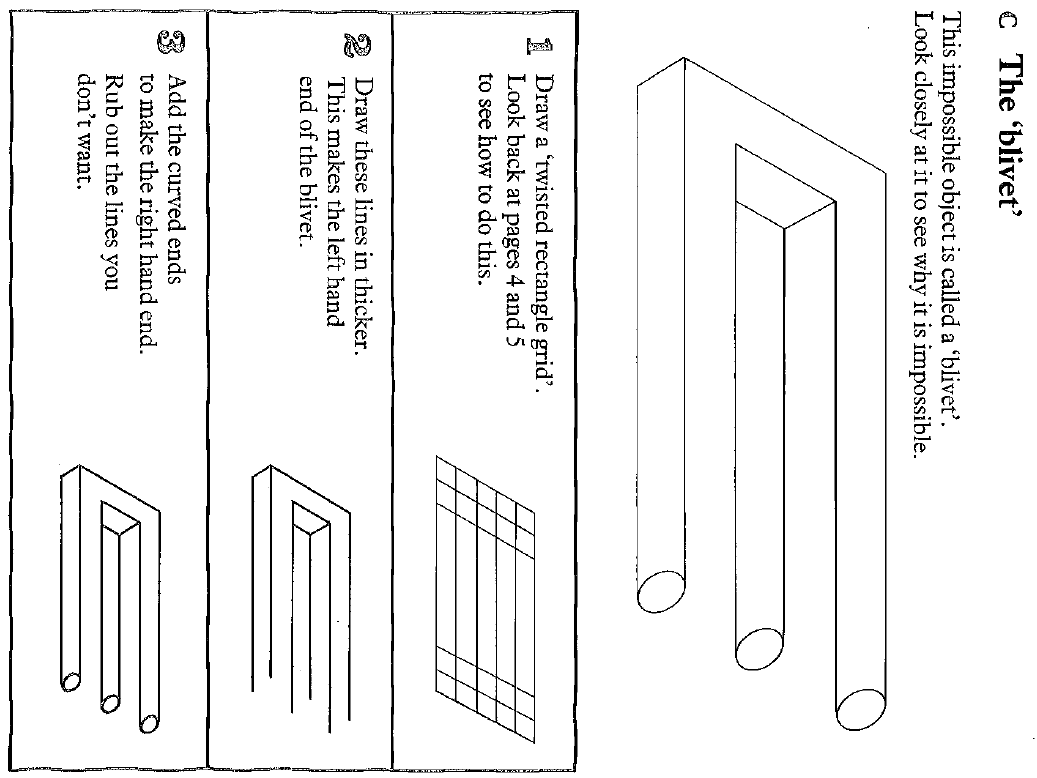 C The ‘blivet’
This impossible object is called a ‘blivet’.
Look closely at it to see why it is impossible.
1 Draw a ‘twisted rectangle grid’.
Look back at pages 4 and 5
to see how to do this.
2 Draw these lines in thicker.
This makes the left hand
end of the blivet.
3 Add the curved ends
to make the right hand end.
Rub out the lines you
don’t want.